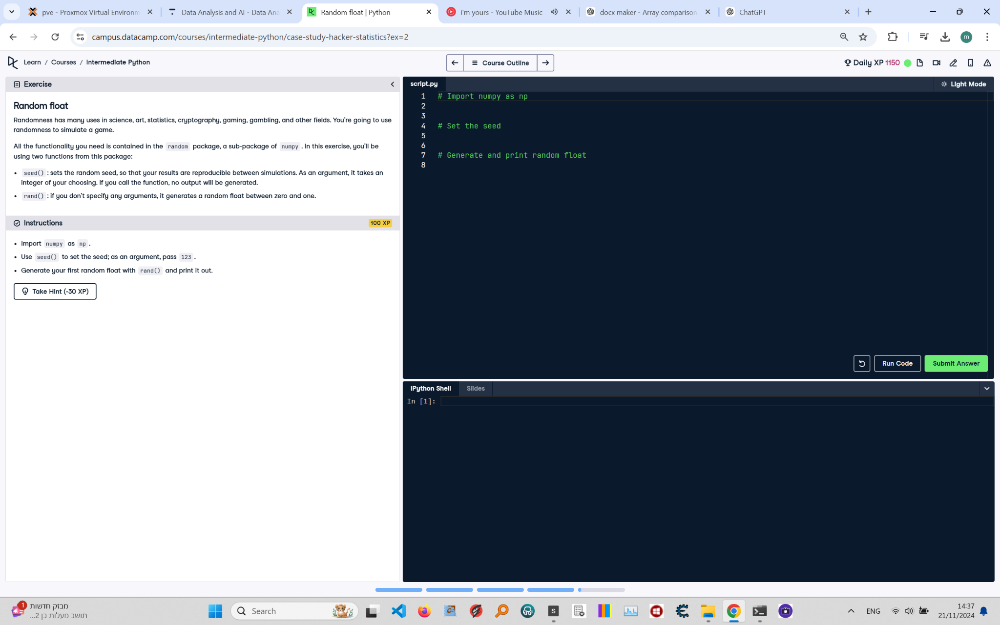 pve - Proxmox Virtual Environm
Data Analysis and AI - Data Ana
Random float | Python
i'm yours - YouTube Music
docx maker - Array comparison
ChatGPT
campus.datacamp.com/courses/intermediate-python/case-study-hacker-statistics?ex=2
m
Learn / Courses / Intermediate Python
Course Outline
Daily XP 1150
Exercise
Random float
Randomness has many uses in science, art, statistics, cryptography, gaming, gambling, and other fields. You're going to use
randomness to simulate a game.
All the functionality you need is contained in the random package, a sub-package of numpy. In this exercise, you'll be
using two functions from this package:
• seed(): sets the random seed, so that your results are reproducible between simulations. As an argument, it takes an
integer of your choosing. If you call the function, no output will be generated.
• rand(): if you don't specify any arguments, it generates a random float between zero and one.
Instructions
100 XP
• Import numpy as np.
• Use seed() to set the seed; as an argument, pass 123.
• Generate your first random float with rand() and print it out.
Take Hint (-30 XP)
script.py
Light Mode
1 # Import numpy as np
2
3
4 # Set the seed
5
6
7 # Generate and print random float
8
Run Code
Submit Answer
IPython Shell
Slides
In [1]:
1
מבזק חדשות
תושב מעלות בן 2...
Search
S
ENG
14:37
21/11/2024